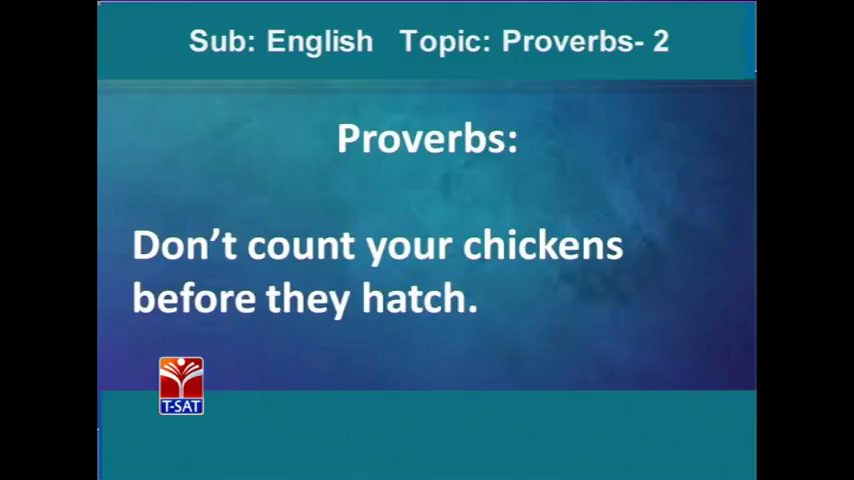 Sub: English Topic: Proverbs- 2
Proverbs:
Don’t count your chickens
before they hatch.
T-SAT